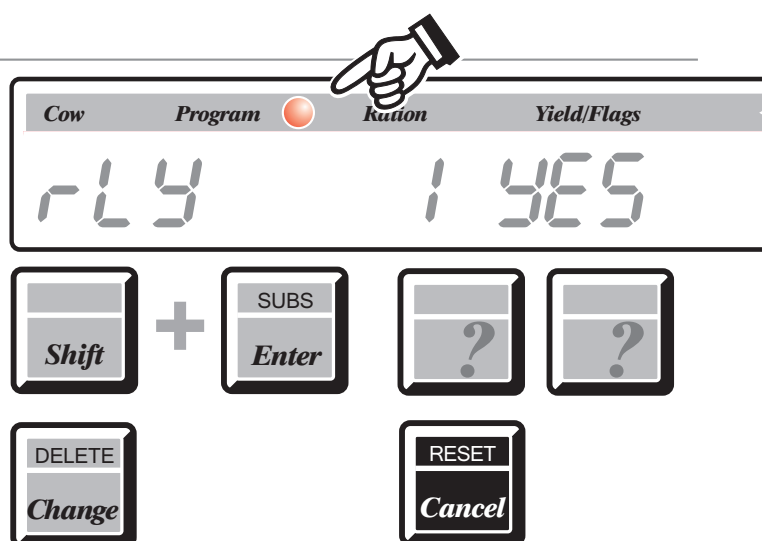 Cow Program Ration Yield/Flags
rLY 1 YES
Shift + SUBS Enter ? ?
DELETE RESET
Change Cancel